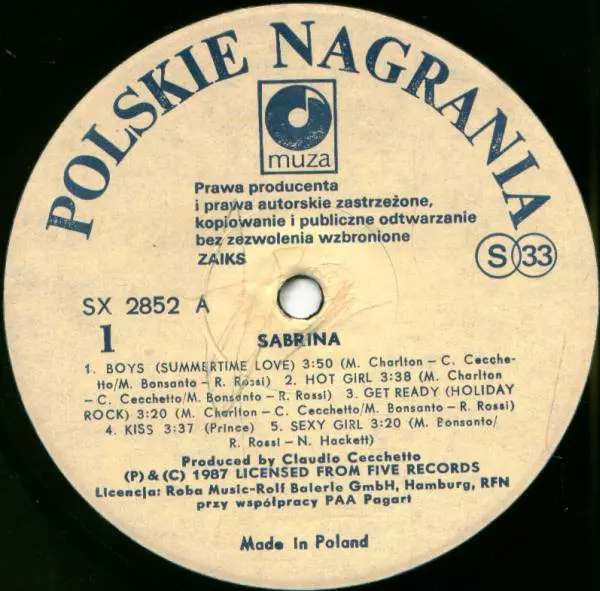 POLSKIE NAGRANIA
muza
Prawa producenta
i prawa autorskie zastrzeżone,
kopiowanie i publiczne odtwarzanie
bez zezwolenia wzbronione
ZAIKS
S 33
SX 2852 A
1
SABRINA
1. BOYS (SUMMERTIME LOVE) 3:50 (M. Charlton – C. Cecche-
tto/M. Bonsanto – R. Rossi) 2. HOT GIRL 3:38 (M. Charlton
– C. Cecchetto/M. Bonsanto – R. Rossi) 3. GET READY (HOLIDAY
ROCK) 3:20 (M. Charlton – C. Cecchetto/M. Bonsanto – R. Rossi)
4. KISS 3:37 (Prince) 5. SEXY GIRL 3:20 (M. Bonsanto/
R. Rossi – N. Hackett)
Produced by Claudio Cecchetto
(P) & (C) 1987 LICENSED FROM FIVE RECORDS
Licencja: Roba Music-Rolf Baierle GmbH, Hamburg, RFN
przy współpracy PAA Pagart
Made In Poland